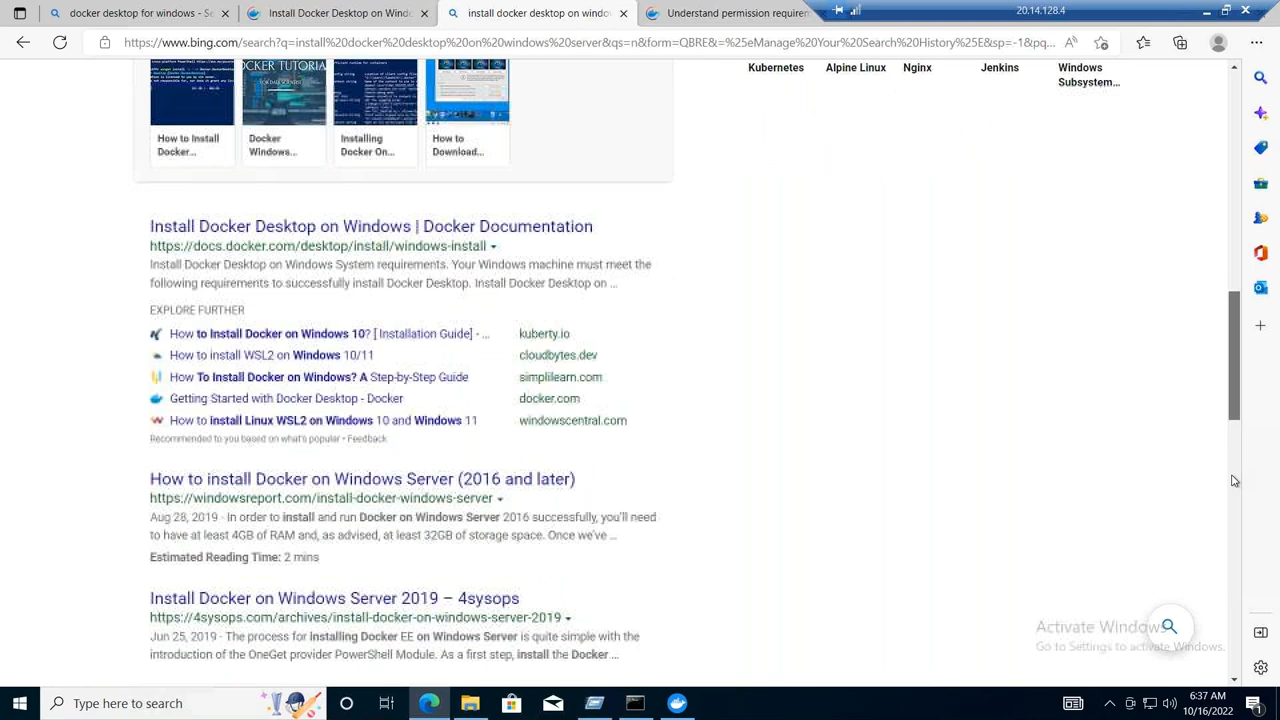 docker desktop for windows - Se
Install Docker Desktop on Windo
install docker desktop on windo
Understand permission requirem
20.14.128.4
https://www.bing.com/search?q=install%20docker%20desktop%20on%20windows%20server&qs=n&form=QBRE&=%25eManage%20Your%20Search%20History%25E&sp=-1&pq...
DOCKER TUTORIA
Kubernetes
Alpine Linux
Nginx
Jenkins
Windows
Subsystem...
How to Install
Docker...
Docker
Windows...
Installing
Docker On...
How to
Download...
Install Docker Desktop on Windows | Docker Documentation
https://docs.docker.com/desktop/install/windows-install
Install Docker Desktop on Windows System requirements. Your Windows machine must meet the
following requirements to successfully install Docker Desktop. Install Docker Desktop on ...
EXPLORE FURTHER
How to Install Docker on Windows 10? [ Installation Guide] - ... kuberty.io
How to install WSL2 on Windows 10/11 cloudbytes.dev
How To Install Docker on Windows? A Step-by-Step Guide simplilearn.com
Getting Started with Docker Desktop - Docker docker.com
How to install Linux WSL2 on Windows 10 and Windows 11 windowscentral.com
Recommended to you based on what's popular • Feedback
How to install Docker on Windows Server (2016 and later)
https://windowsreport.com/install-docker-windows-server
Aug 28, 2019 · In order to install and run Docker on Windows Server 2016 successfully, you'll need
to have at least 4GB of RAM and, as advised, at least 32GB of storage space. Once we've ...
Estimated Reading Time: 2 mins
Install Docker on Windows Server 2019 – 4sysops
https://4sysops.com/archives/install-docker-on-windows-server-2019
Jun 25, 2019 · The process for installing Docker EE on Windows Server is quite simple with the
introduction of the OneGet provider PowerShell Module. As a first step, install the Docker ...
Activate Windows
Go to Settings to activate Windows.
Type here to search
6:37 AM
10/16/2022